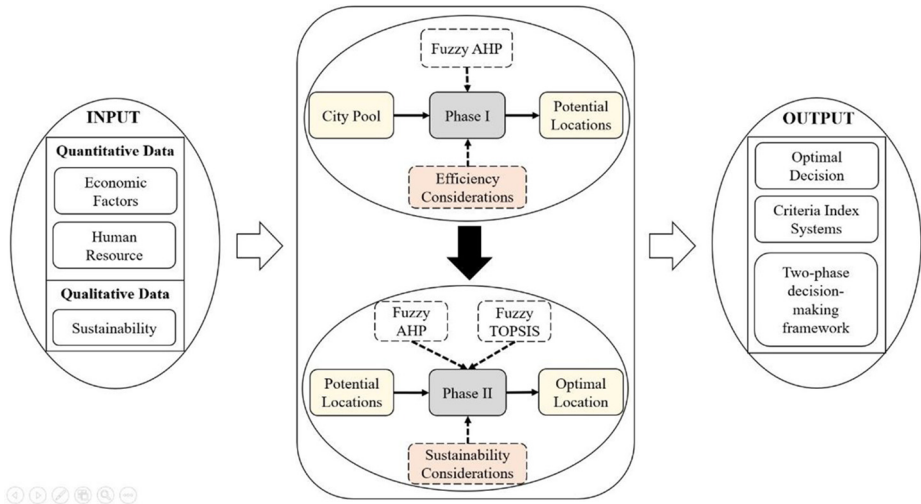 INPUT
Quantitative Data
Economic
Factors
Human
Resource
Qualitative Data
Sustainability
Fuzzy AHP
City Pool
Phase I
Potential
Locations
Efficiency
Considerations
Fuzzy
AHP
Fuzzy
TOPSIS
Potential
Locations
Phase II
Optimal
Location
Sustainability
Considerations
OUTPUT
Optimal
Decision
Criteria Index
Systems
Two-phase
decision-
making
framework